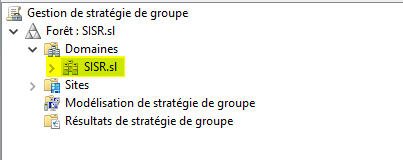 Gestion de stratégie de groupe
Forêt : SISR.sl
Domaines
SISR.sl
Sites
Modélisation de stratégie de groupe
Résultats de stratégie de groupe